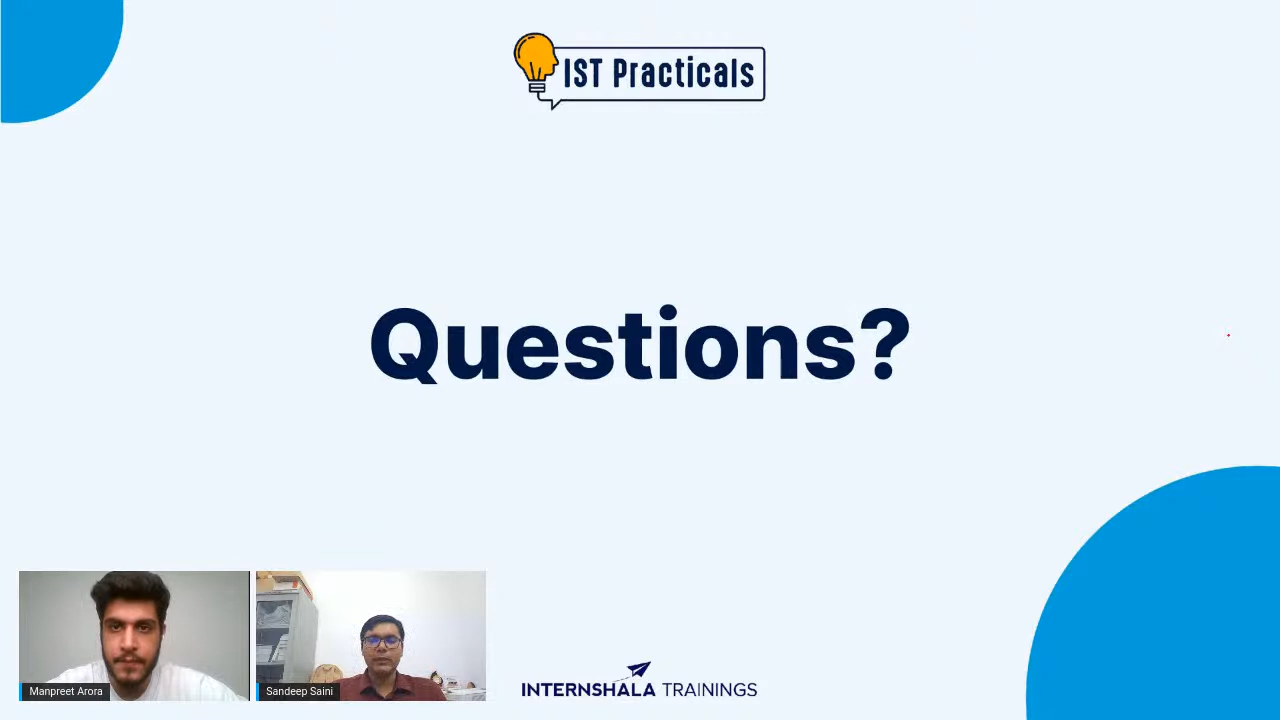 IST Practicals
Questions?
Manpreet Arora
Sandeep Saini
INTERNSHALA TRAININGS